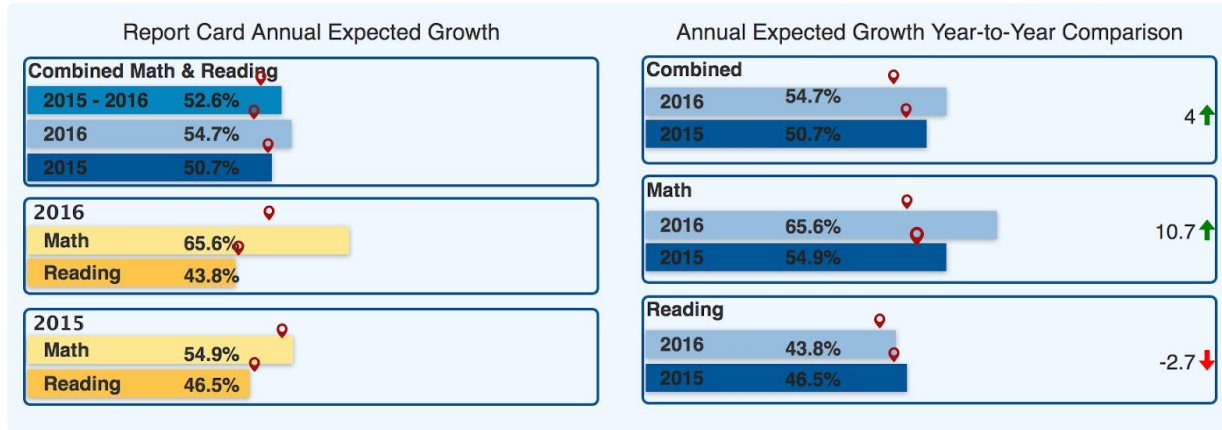 Report Card Annual Expected Growth
Combined Math & Reading
2015 - 2016 52.6%
2016 54.7%
2015 50.7%
2016
Math 65.6%
Reading 43.8%
2015
Math 54.9%
Reading 46.5%
Annual Expected Growth Year-to-Year Comparison
Combined
2016 54.7%
2015 50.7%
4
Math
2016 65.6%
2015 54.9%
10.7
Reading
2016 43.8%
2015 46.5%
-2.7